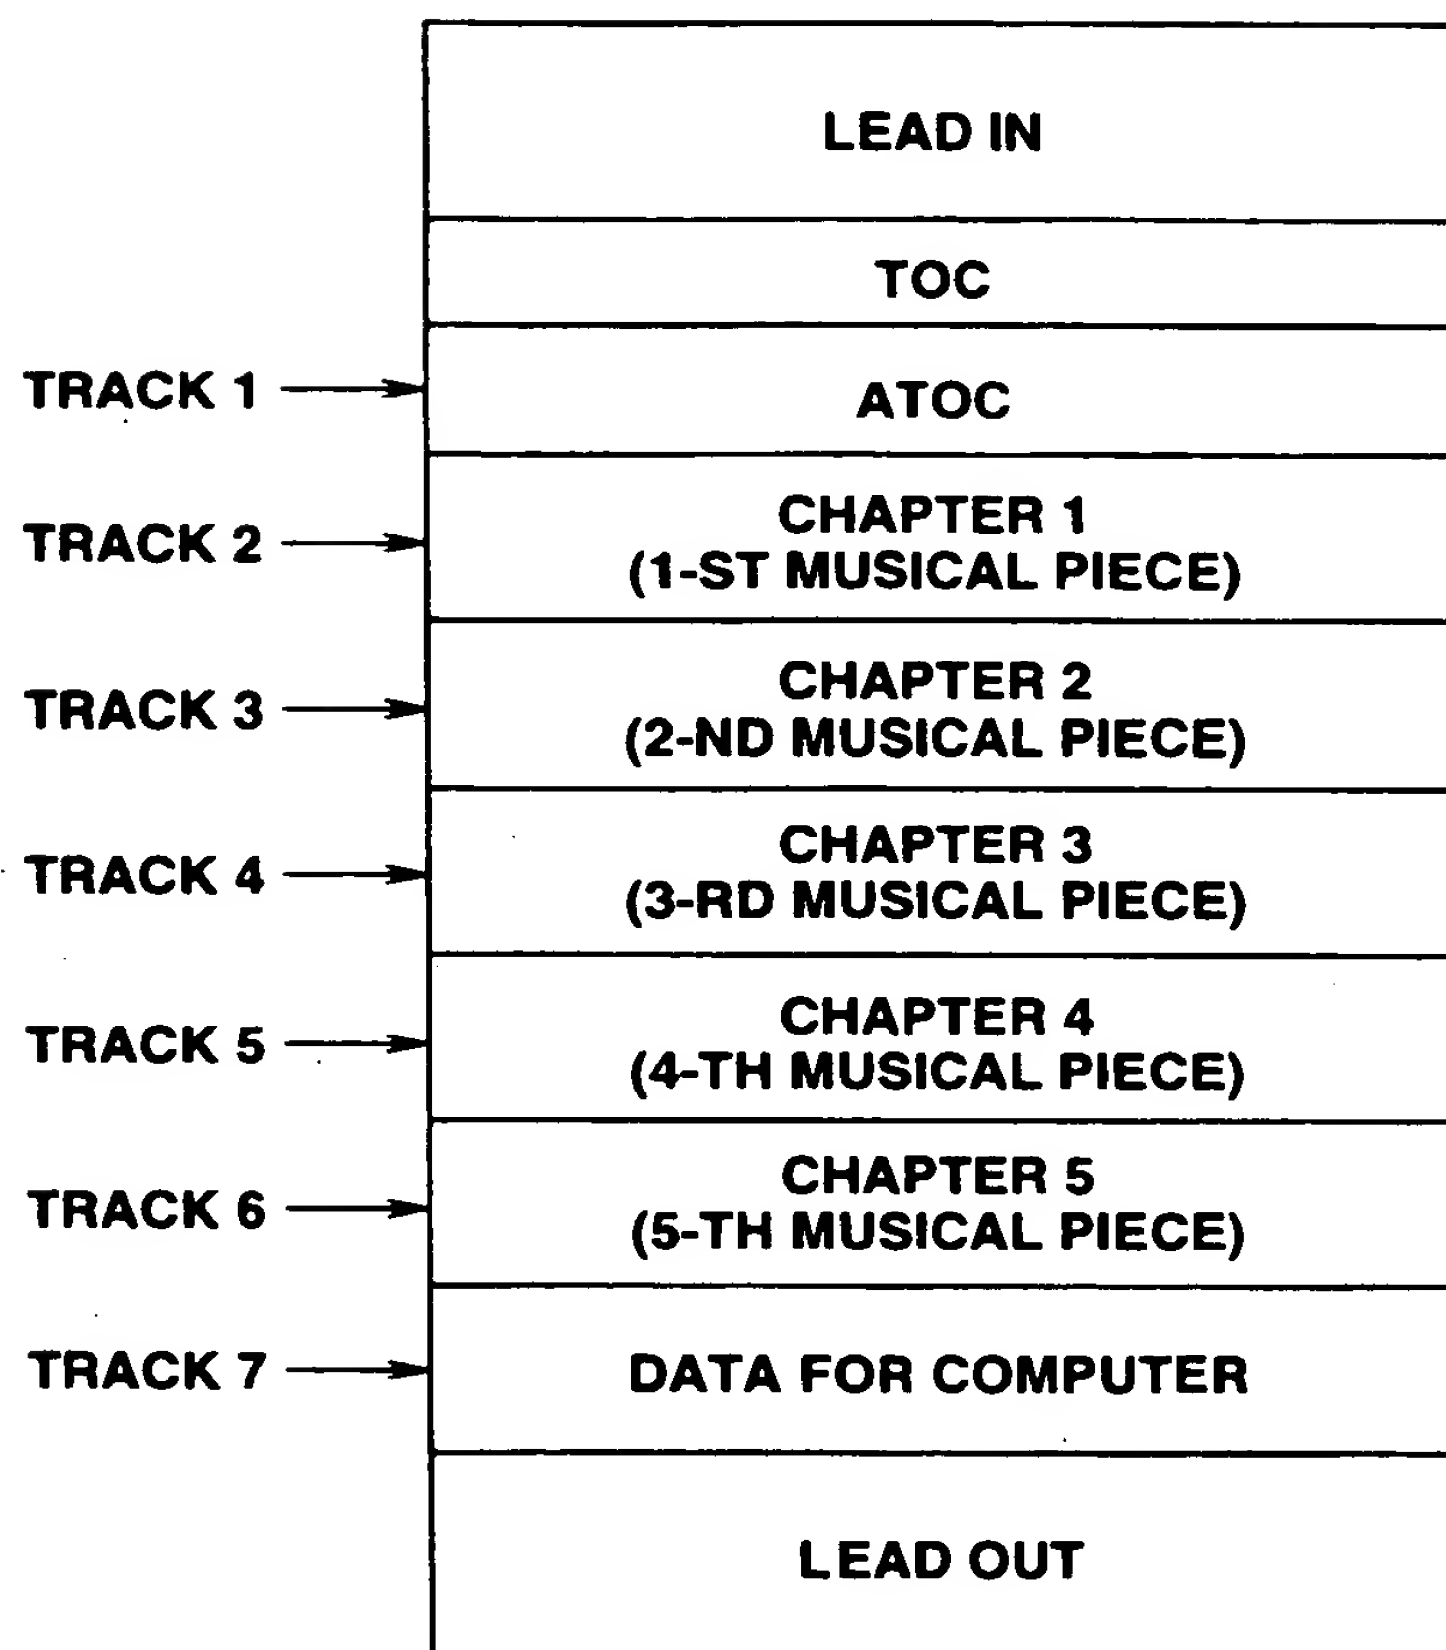 LEAD IN
TOC
TRACK 1
ATOC
TRACK 2
CHAPTER 1
(1-ST MUSICAL PIECE)
TRACK 3
CHAPTER 2
(2-ND MUSICAL PIECE)
TRACK 4
CHAPTER 3
(3-RD MUSICAL PIECE)
TRACK 5
CHAPTER 4
(4-TH MUSICAL PIECE)
TRACK 6
CHAPTER 5
(5-TH MUSICAL PIECE)
TRACK 7
DATA FOR COMPUTER
LEAD OUT